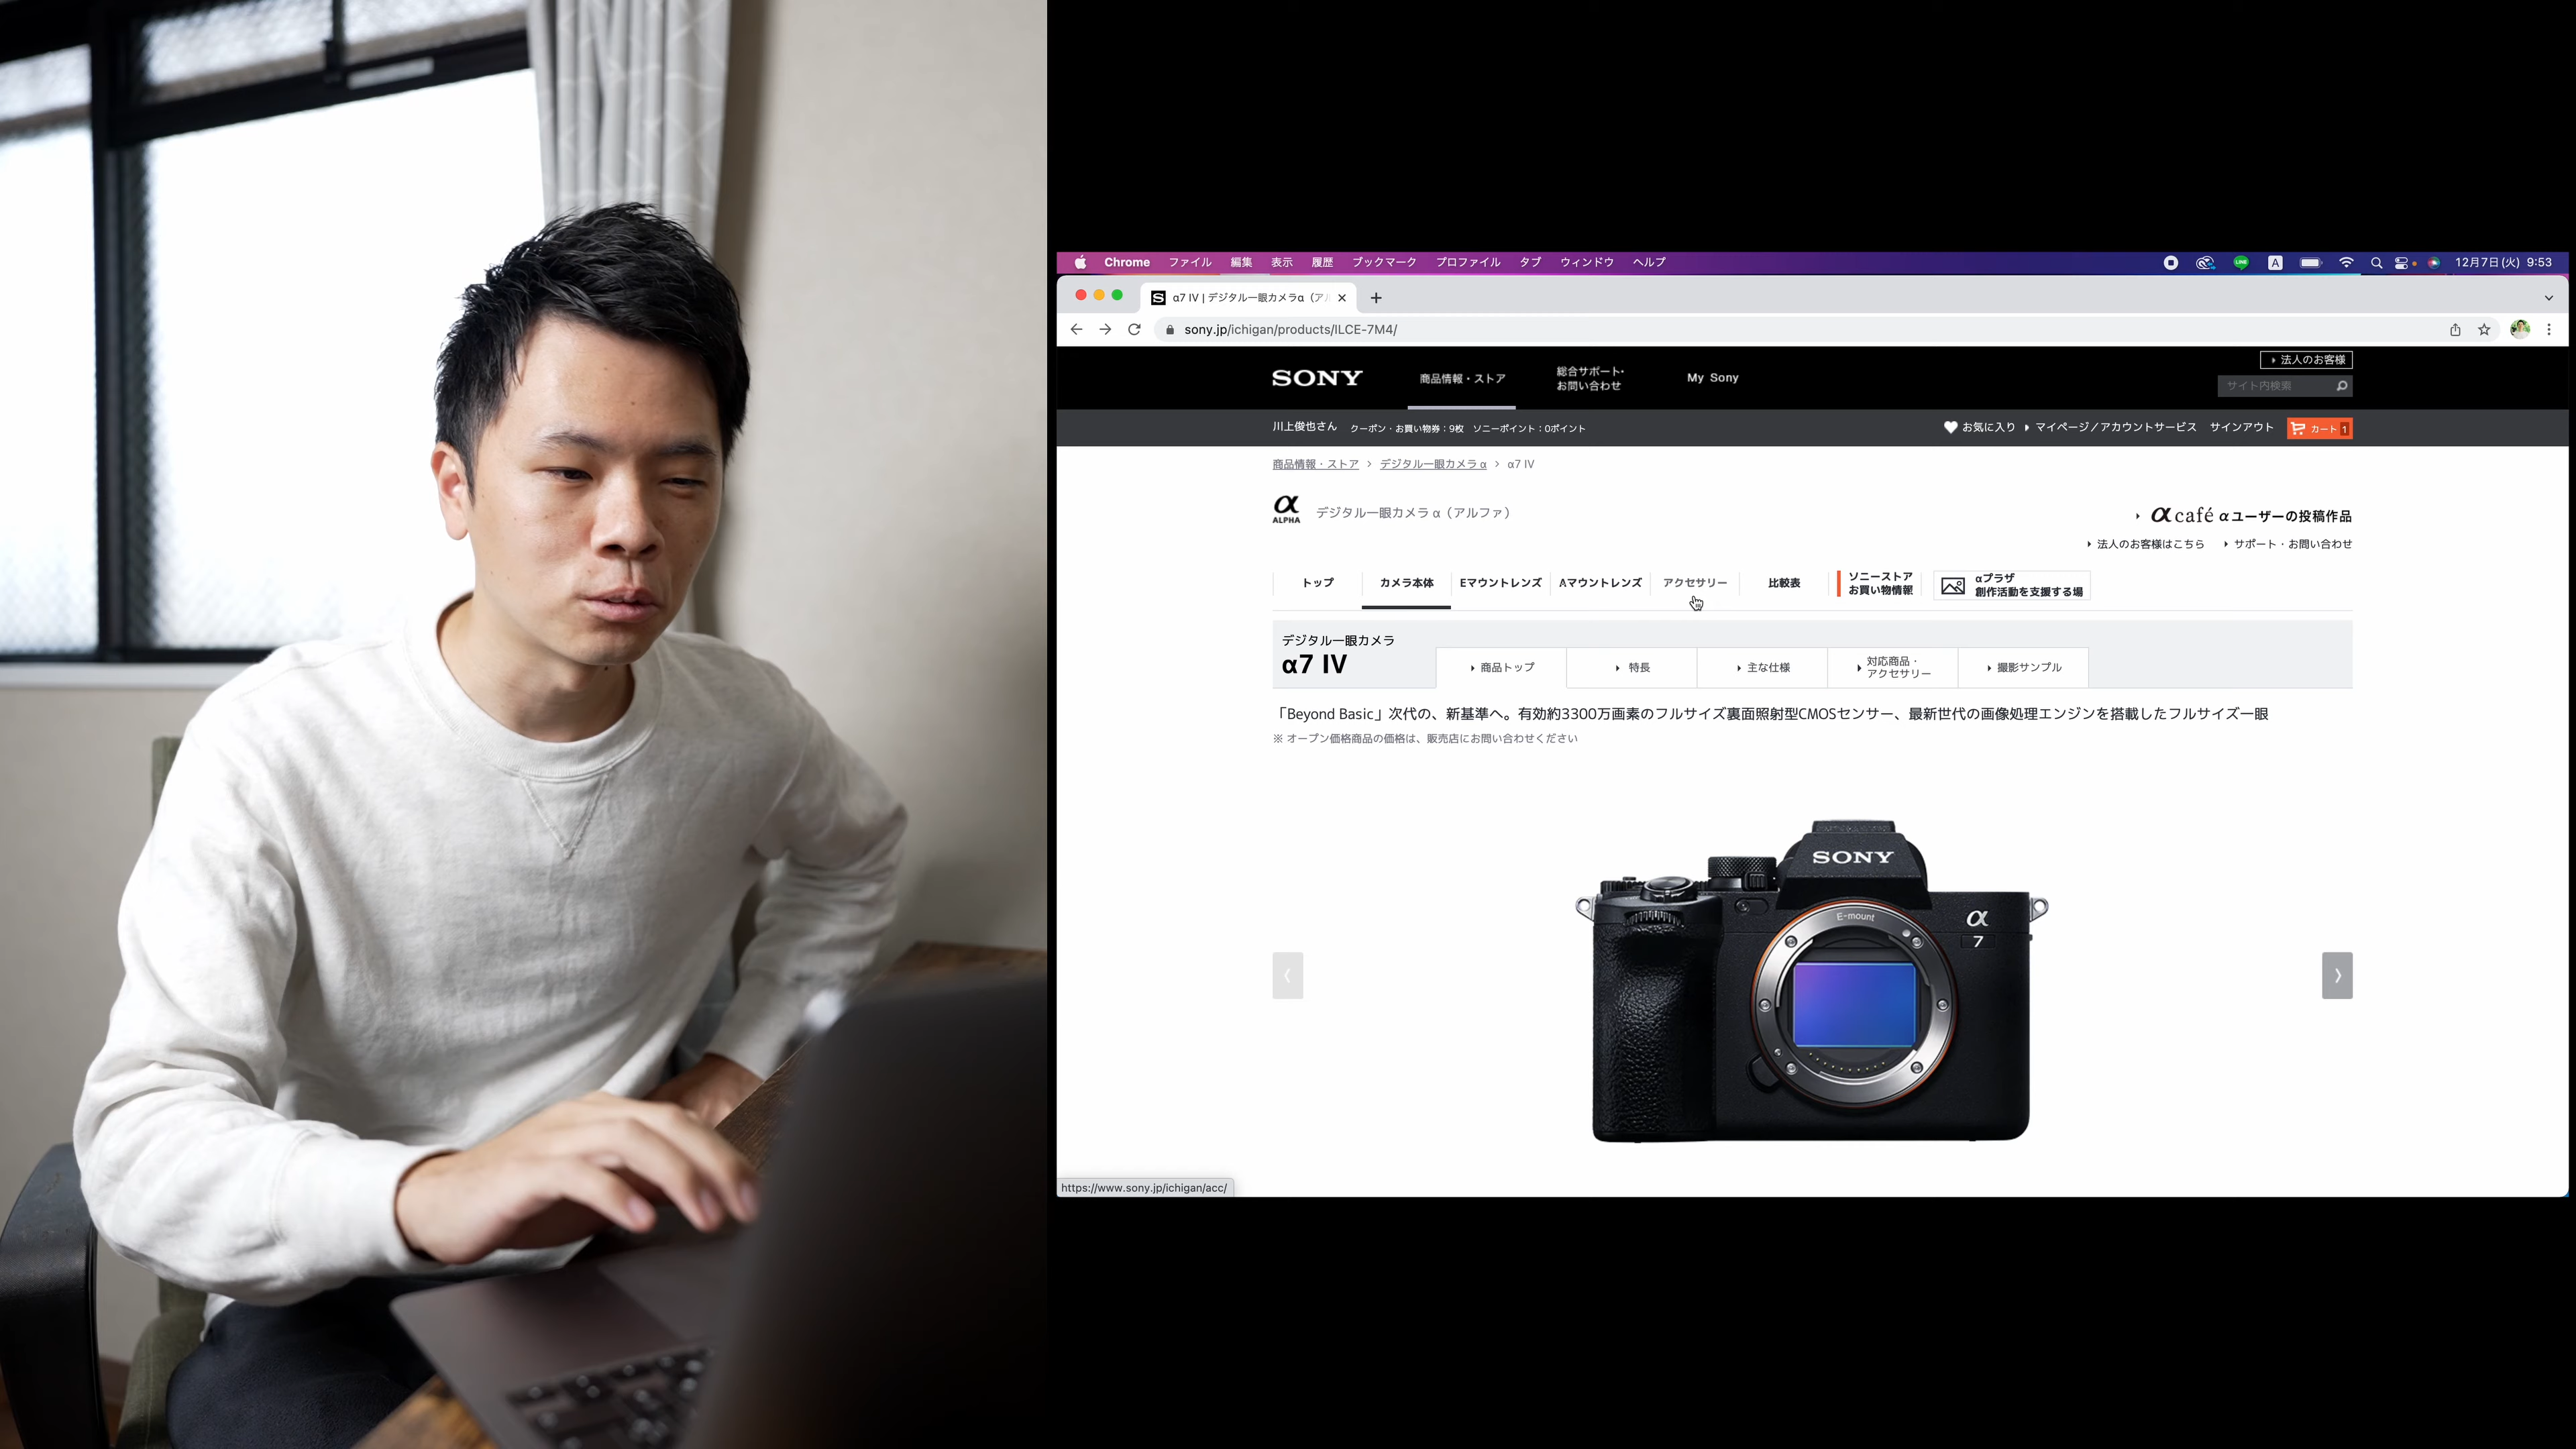 Chrome ファイル 編集 表示 履歴 ブックマーク プロファイル タブ ウィンドウ ヘルプ
LINE A 12月7日(火) 9:53
α7 IV | デジタル一眼カメラα（ア
sony.jp/ichigan/products/ILCE-7M4/
法人のお客様
SONY 商品情報・ストア 総合サポート・ My Sony
お問い合わせ
サイト内検索
川上俊也さん クーポン・お買い物券：9枚 ソニーポイント：0ポイント お気に入り マイページ／アカウントサービス サインアウト カート 1
商品情報・ストア > デジタル一眼カメラ α > α7 IV
α
ALPHA
デジタル一眼カメラ α（アルファ）
α café αユーザーの投稿作品
法人のお客様はこちら サポート・お問い合わせ
トップ カメラ本体 Eマウントレンズ Aマウントレンズ アクセサリー 比較表
ソニーストア
お買い物情報
αプラザ
創作活動を支援する場
デジタル一眼カメラ
α7 IV
商品トップ 特長 主な仕様 対応商品・
アクセサリー
撮影サンプル
「Beyond Basic」次代の、新基準へ。有効約3300万画素のフルサイズ裏面照射型CMOSセンサー、最新世代の画像処理エンジンを搭載したフルサイズ一眼
※ オープン価格商品の価格は、販売店にお問い合わせください
SONY
E-mount
α
7
https://www.sony.jp/ichigan/acc/